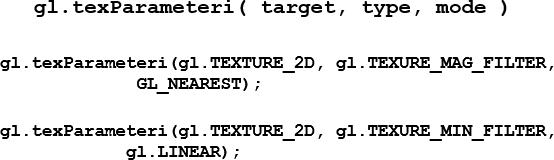 gl.texParameteri( target, type, mode )
gl.texParameteri(gl.TEXTURE_2D, gl.TEXURE_MAG_FILTER,
GL_NEAREST);
gl.texParameteri(gl.TEXTURE_2D, gl.TEXURE_MIN_FILTER,
gl.LINEAR);